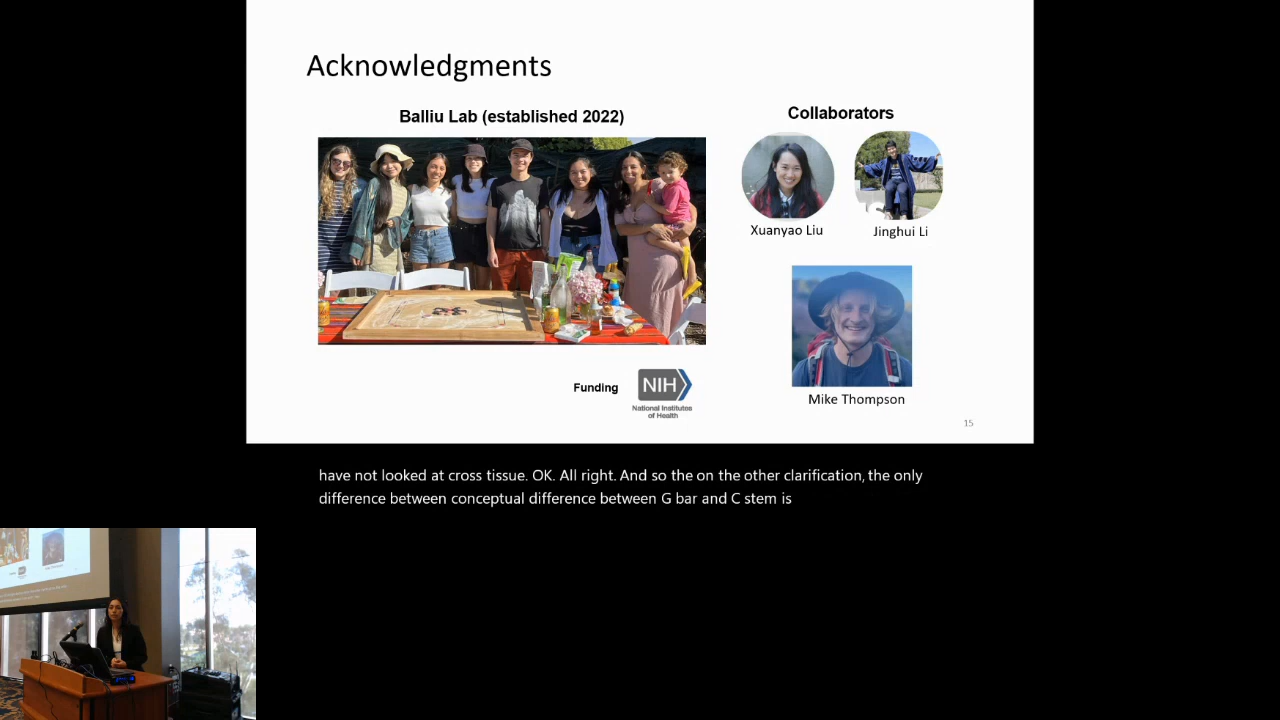 Acknowledgments
Balliu Lab (established 2022)
Collaborators
Xuanyao Liu
Jinghui Li
Mike Thompson
Funding
NIH
National Institutes
of Health
15
have not looked at cross tissue. OK. All right. And so the on the other clarification, the only
difference between conceptual difference between G bar and C stem is